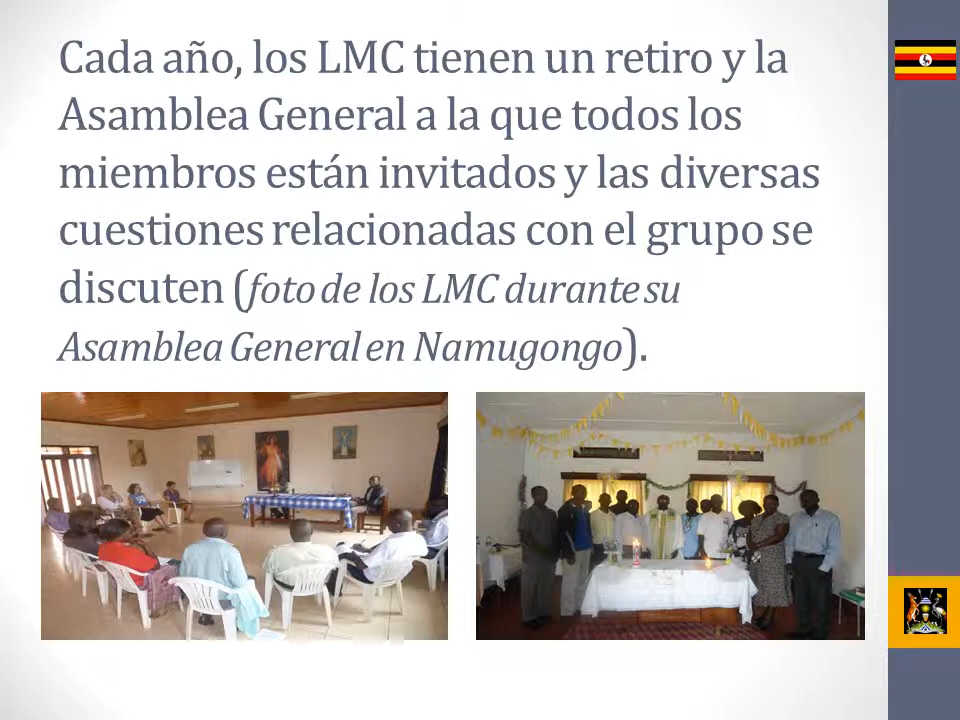 Cada año, los LMC tienen un retiro y la
Asamblea General a la que todos los
miembros están invitados y las diversas
cuestiones relacionadas con el grupo se
discuten (foto de los LMC durante su
Asamblea General en Namugongo).